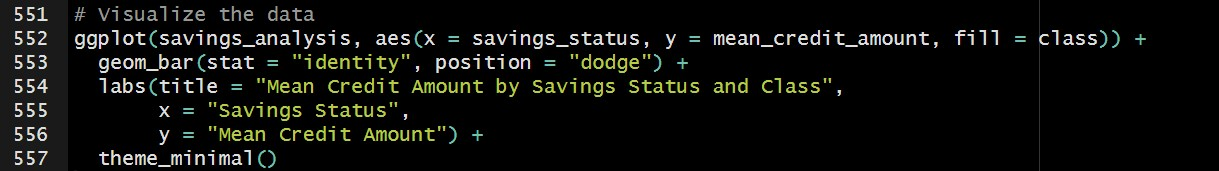 551 # Visualize the data
552 ggplot(savings_analysis, aes(x = savings_status, y = mean_credit_amount, fill = class)) +
553   geom_bar(stat = "identity", position = "dodge") +
554   labs(title = "Mean Credit Amount by Savings Status and Class",
555        x = "Savings Status",
556        y = "Mean Credit Amount") +
557   theme_minimal()